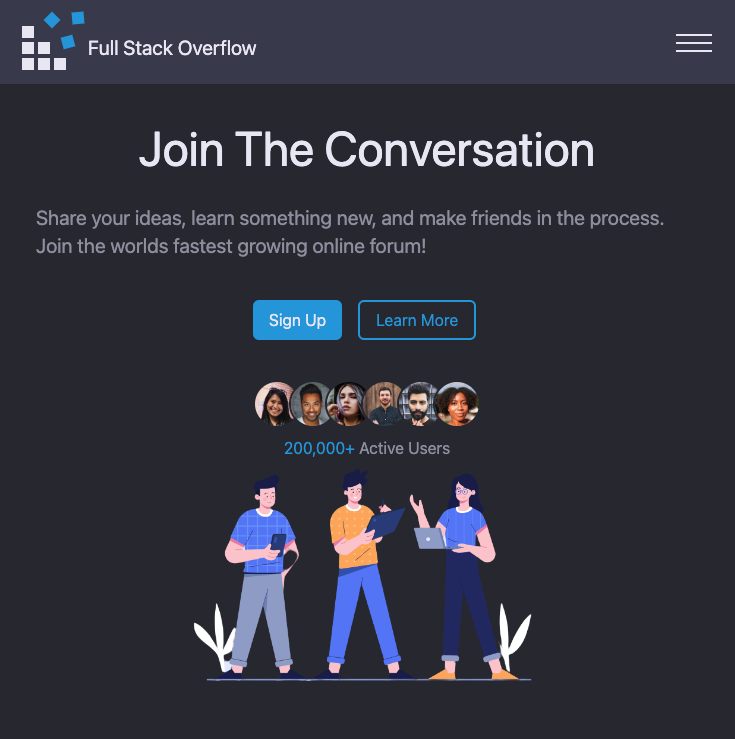 Full Stack Overflow
Join The Conversation
Share your ideas, learn something new, and make friends in the process.
Join the worlds fastest growing online forum!
Sign Up
Learn More
200,000+ Active Users